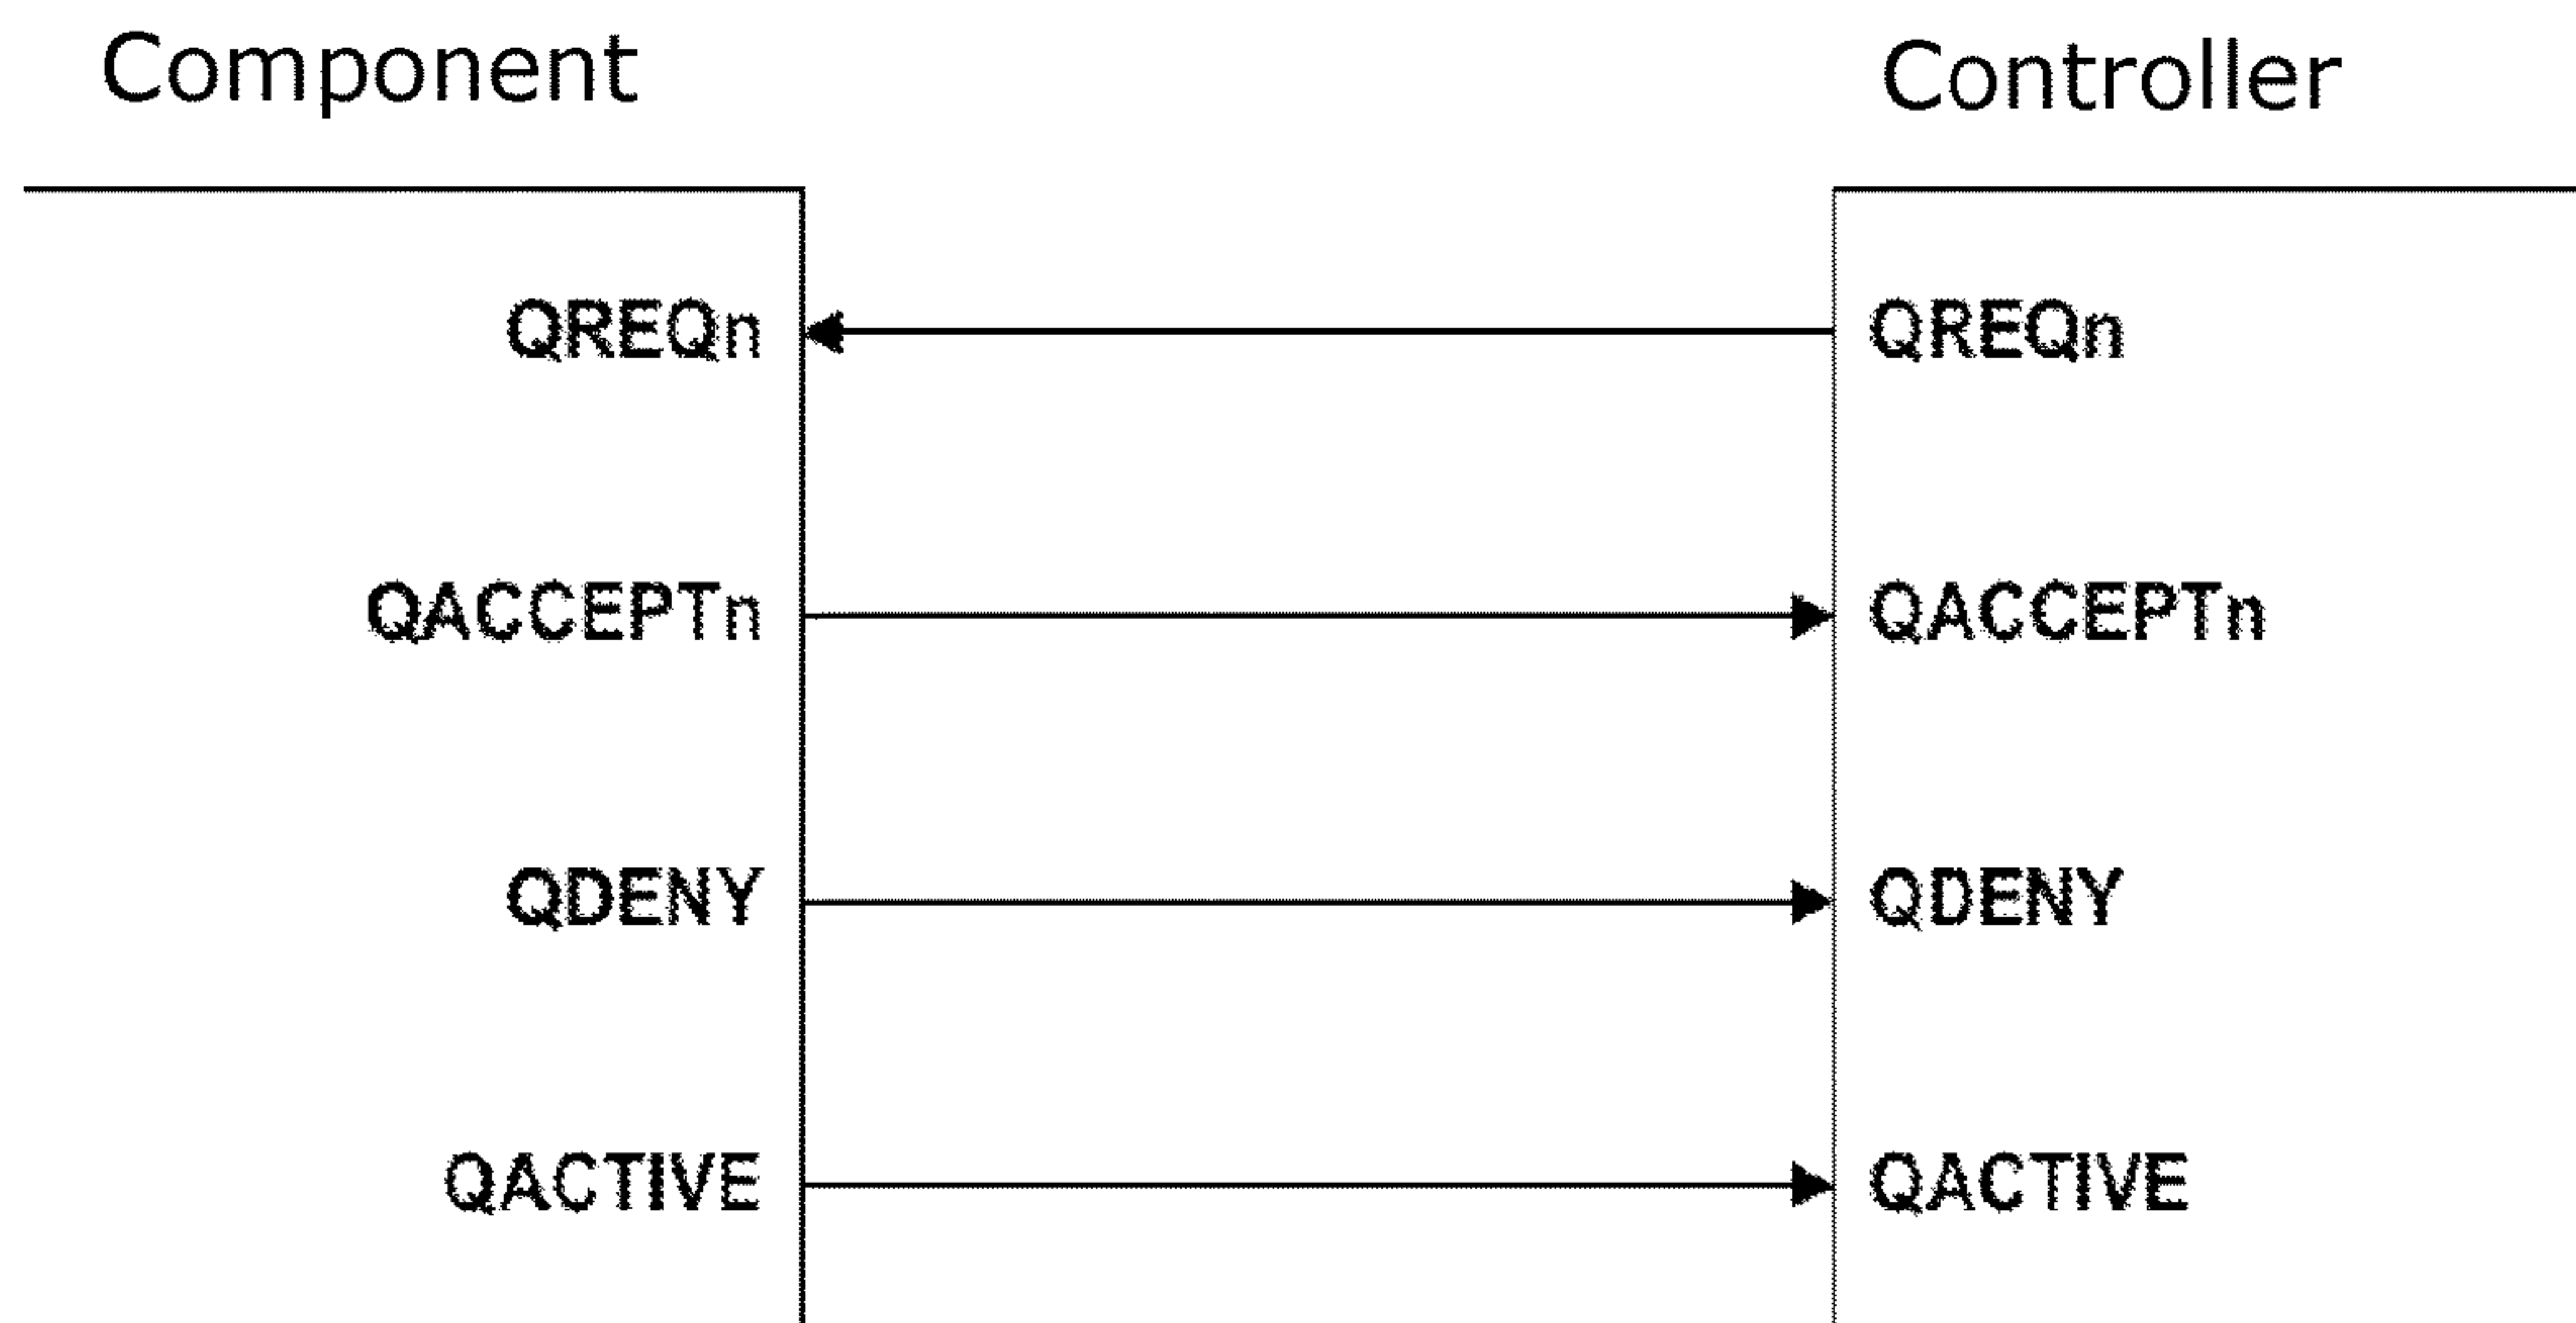 Component
Controller
QREQn
QREQn
QACCEPTn
QACCEPTn
QDENY
QDENY
QACTIVE
QACTIVE